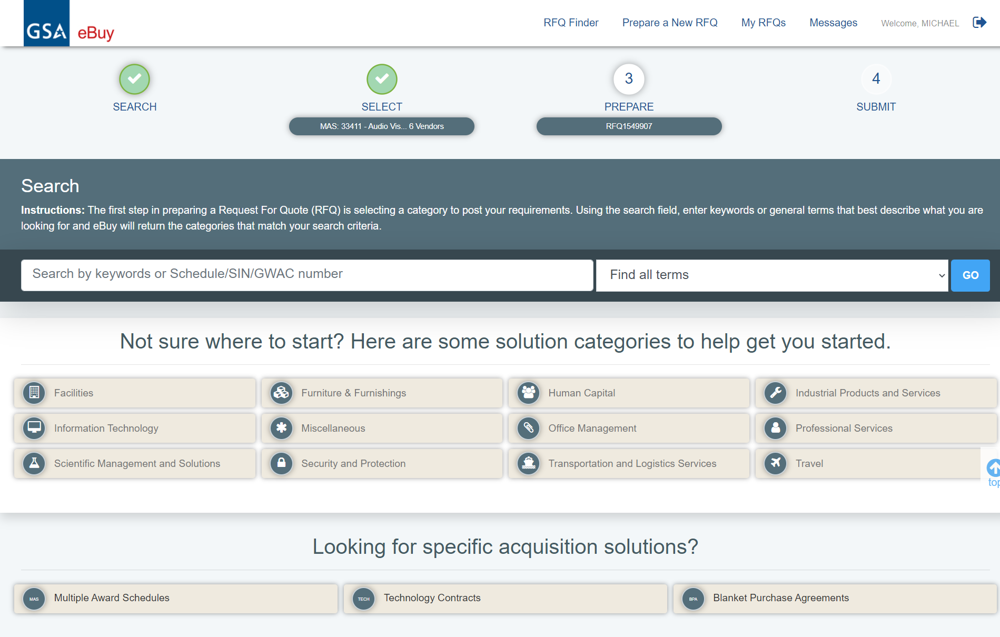 GSA eBuy
RFQ Finder Prepare a New RFQ My RFQs Messages Welcome, MICHAEL
3 4
SEARCH SELECT PREPARE SUBMIT
MAS: 33411 - Audio Vis... 6 Vendors RFQ1549907
Search
Instructions: The first step in preparing a Request For Quote (RFQ) is selecting a category to post your requirements. Using the search field, enter keywords or general terms that best describe what you are
looking for and eBuy will return the categories that match your search criteria.
Search by keywords or Schedule/SIN/GWAC number Find all terms GO
Not sure where to start? Here are some solution categories to help get you started.
Facilities Furniture & Furnishings Human Capital Industrial Products and Services
Information Technology Miscellaneous Office Management Professional Services
Scientific Management and Solutions Security and Protection Transportation and Logistics Services Travel
top
Looking for specific acquisition solutions?
MAS Multiple Award Schedules TECH Technology Contracts BPA Blanket Purchase Agreements